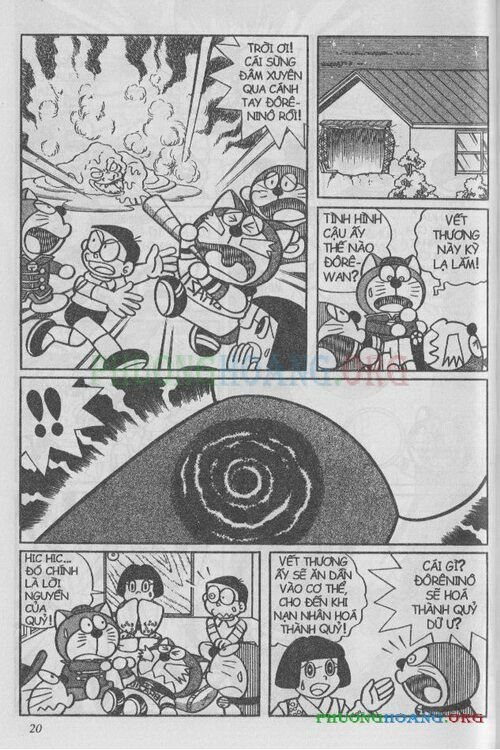 TRỜI ƠI!
CÁI SỪNG
ĐÂM XUYÊN
QUA CÁNH
TAY ĐÔRÊ-
NINÔ RỒI!
TÌNH HÌNH
CẬU ẤY
THẾ NÀO
ĐÔRÊ-
WAN?
VẾT
THƯƠNG
NÀY KỲ
LẠ LẮM!
PHUONGHOANG.ORG
!!
HIC HIC...
ĐÓ CHÍNH
LÀ LỜI
NGUYỀN
CỦA
QUỶ!
VẾT THƯƠNG
ẤY SẼ ĂN DẦN
VÀO CƠ THỂ,
CHO ĐẾN KHI
NẠN NHÂN HOÁ
THÀNH QUỶ!
CÁI GÌ?
ĐÔRÊNINÔ
SẼ HOÁ
THÀNH QUỶ
DỮ Ư?
20
PHUONGHOANG.ORG